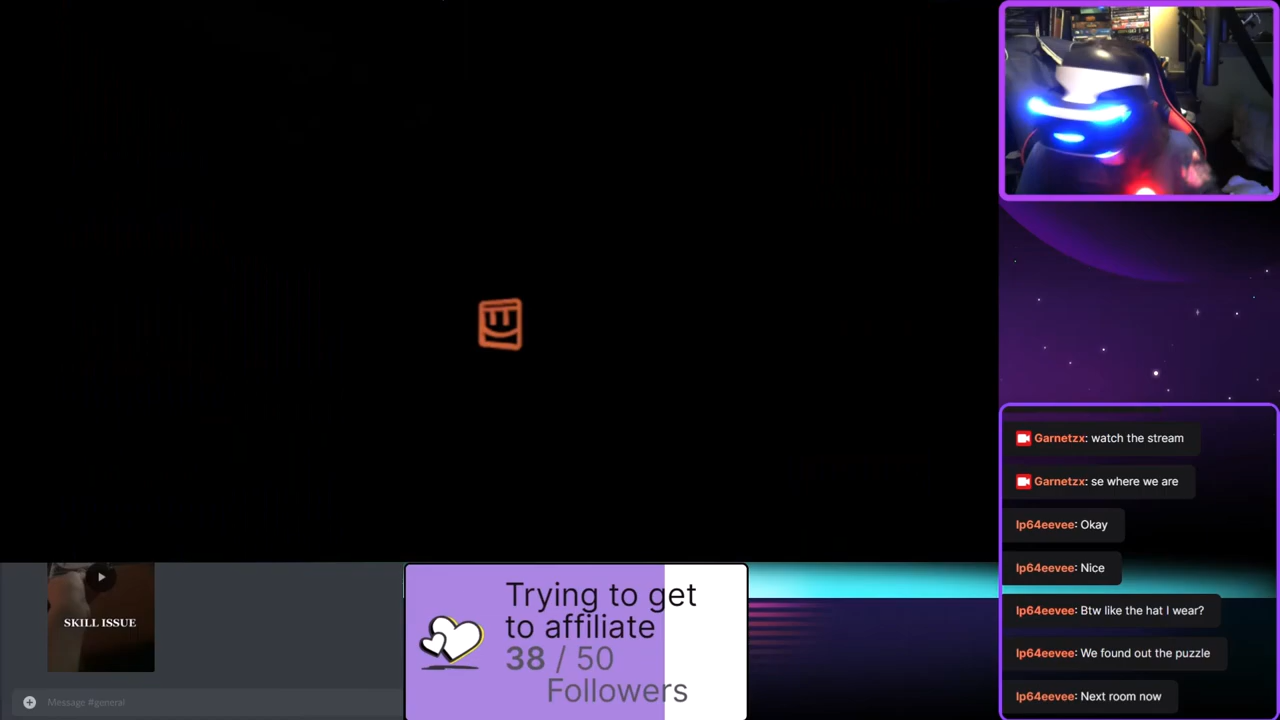 SKILL ISSUE
Message #general
Trying to get
to affiliate
38 / 50
Followers
Garnetzx: watch the stream
Garnetzx: se where we are
lp64eevee: Okay
lp64eevee: Nice
lp64eevee: Btw like the hat I wear?
lp64eevee: We found out the puzzle
lp64eevee: Next room now